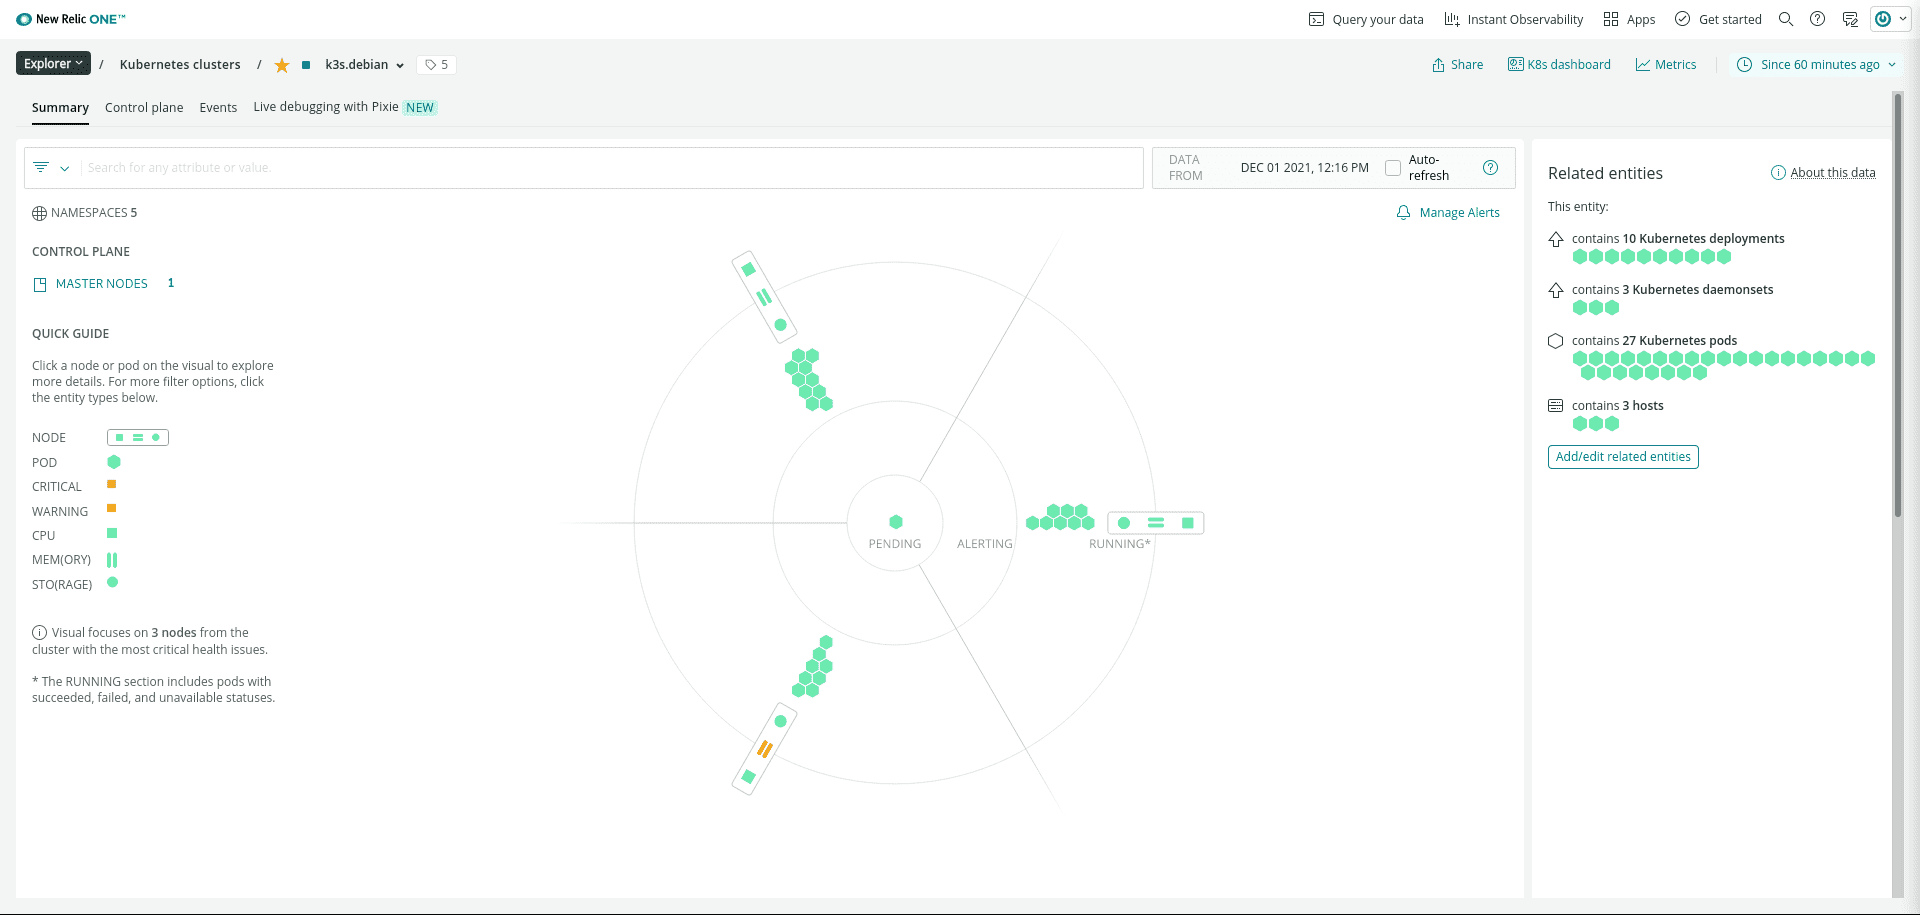 New Relic ONE™
Query your data
Instant Observability
Apps
Get started
Explorer
/
Kubernetes clusters
/
k3s.debian
5
Share
K8s dashboard
Metrics
Since 60 minutes ago
Summary
Control plane
Events
Live debugging with Pixie NEW
Search for any attribute or value.
DATA
FROM
DEC 01 2021, 12:16 PM
Auto-
refresh
NAMESPACES 5
Manage Alerts
CONTROL PLANE
MASTER NODES 1
QUICK GUIDE
Click a node or pod on the visual to explore
more details. For more filter options, click
the entity types below.
NODE
POD
CRITICAL
WARNING
CPU
MEM(ORY)
STO(RAGE)
Visual focuses on 3 nodes from the
cluster with the most critical health issues.
* The RUNNING section includes pods with
succeeded, failed, and unavailable statuses.
PENDING
ALERTING
RUNNING*
Related entities
About this data
This entity:
contains 10 Kubernetes deployments
contains 3 Kubernetes daemonsets
contains 27 Kubernetes pods
contains 3 hosts
Add/edit related entities